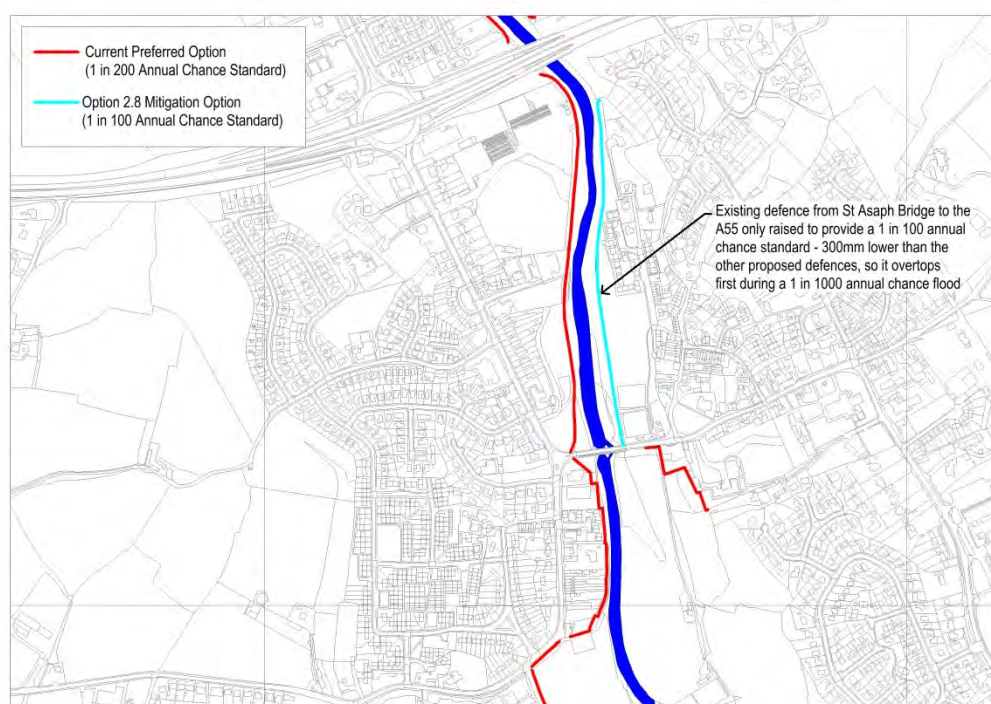 Current Preferred Option
(1 in 200 Annual Chance Standard)
Option 2.8 Mitigation Option
(1 in 100 Annual Chance Standard)
Existing defence from St Asaph Bridge to the
A55 only raised to provide a 1 in 100 annual
chance standard - 300mm lower than the
other proposed defences, so it overtops
first during a 1 in 1000 annual chance flood